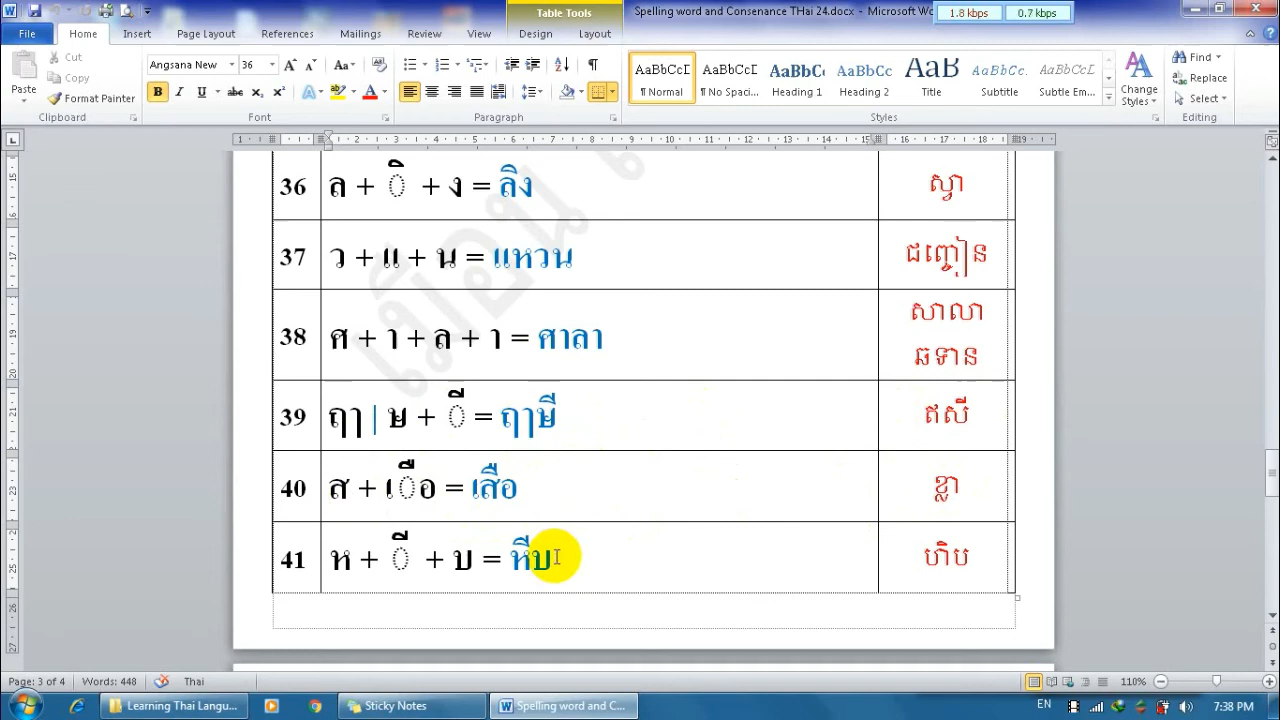 Table Tools
Spelling word and Consenance THai 24.docx - Microsoft Wo
1.8 kbps
0.7 kbps
File
Home
Insert
Page Layout
References
Mailings
Review
View
Design
Layout
Cut
Copy
Format Painter
Paste
Clipboard
Angsana New
36
Font
Paragraph
AaBbCcI
¶ Normal
AaBbCcI
¶ No Spaci...
AaBbCc
Heading 1
AaBbCc
Heading 2
AaB
Title
AaBbCcI
Subtitle
AaBbCcI
Subtle Em...
Styles
Change
Styles
Find
Replace
Select
Editing
36 ล + ิ + ง = ลิง ស្វា
37 ว + แ + น = แหวน ជញ្ចៀន
38 ศ + า + ล + า = ศาลา សាលា
ឆទាន
39 ฤๅ | ษ + ี = ฤๅษี ឥសី
40 ส + เือ = เสือ ខ្លា
41 ห + ี + บ = หีบ ហិប
Page: 3 of 4
Words: 448
Thai
110%
Learning Thai Langu...
Sticky Notes
Spelling word and C...
EN
7:38 PM